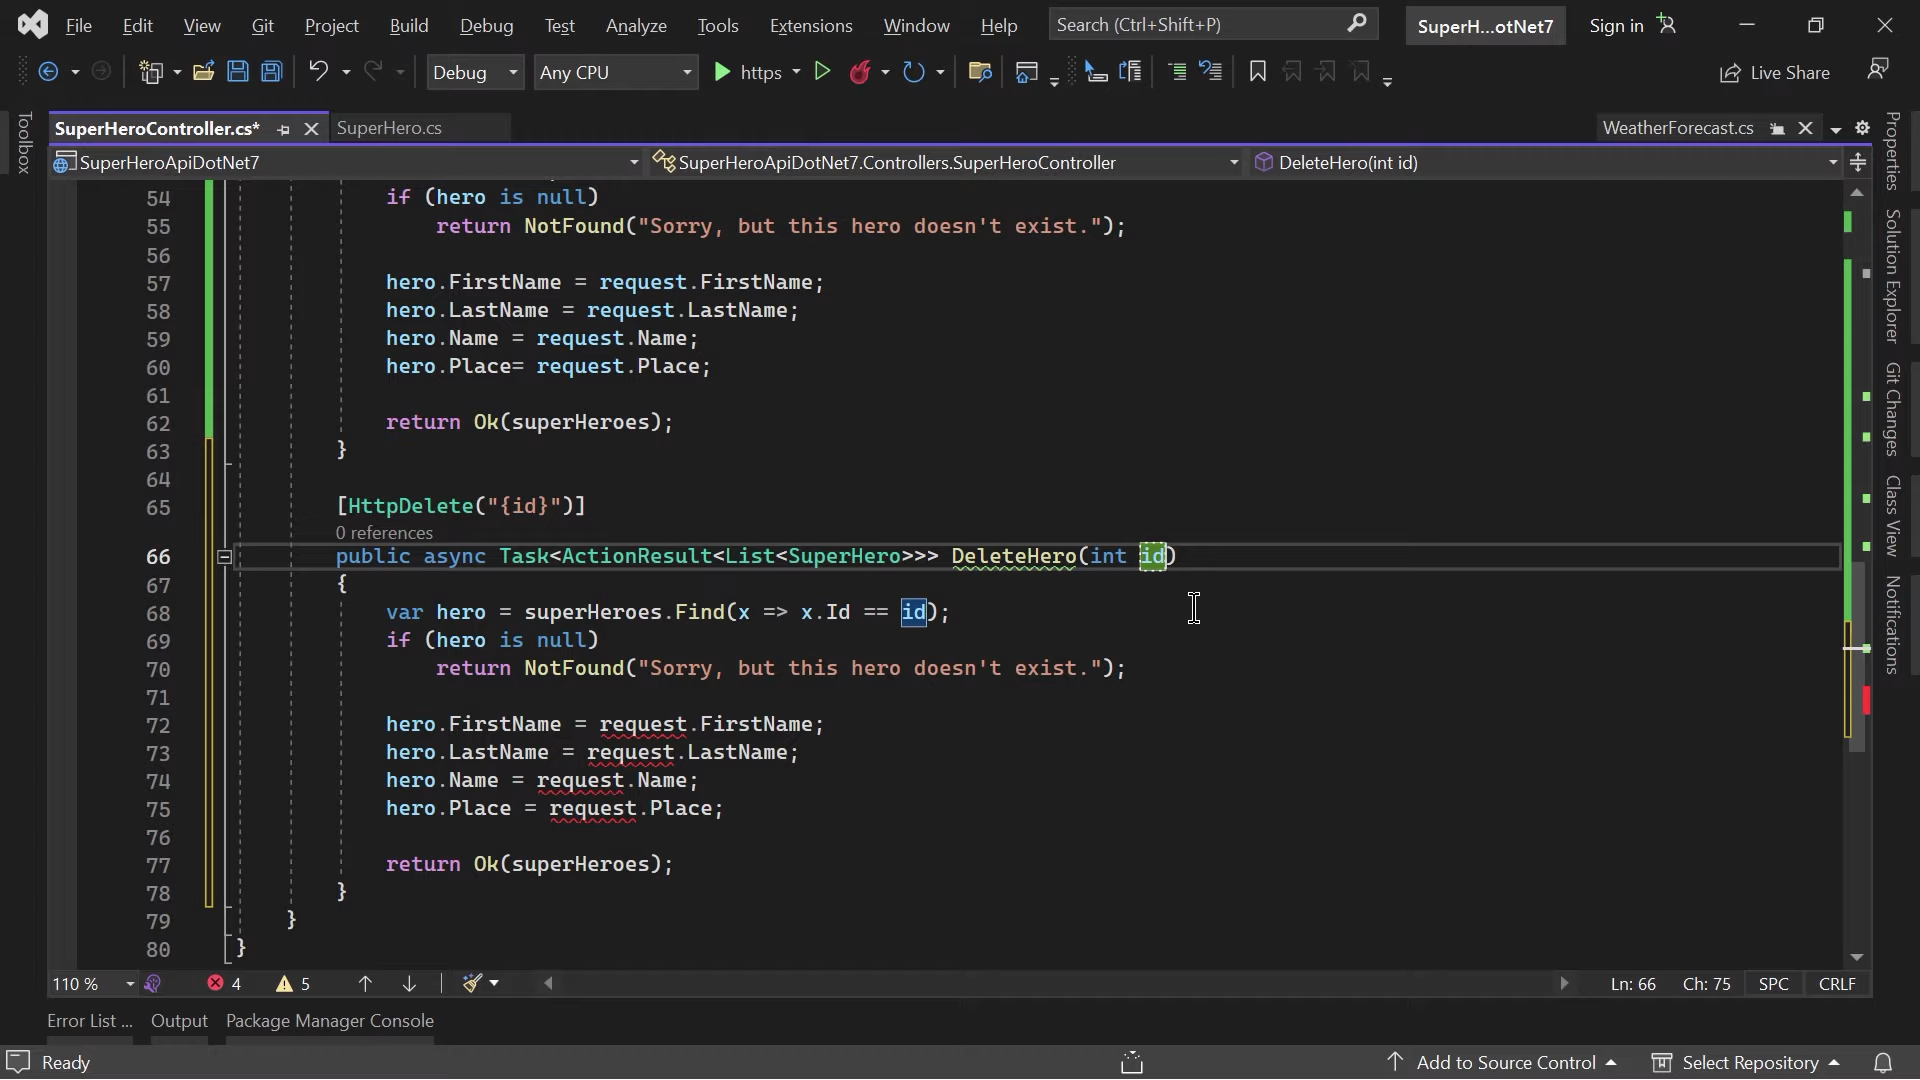 File Edit View Git Project Build Debug Test Analyze Tools Extensions Window Help Search (Ctrl+Shift+P) SuperH...otNet7 Sign in
Debug Any CPU https Live Share
SuperHeroController.cs* SuperHero.cs WeatherForecast.cs
SuperHeroApiDotNet7 SuperHeroApiDotNet7.Controllers.SuperHeroController DeleteHero(int id)
Toolbox
54 if (hero is null)
55 return NotFound("Sorry, but this hero doesn't exist.");
56
57 hero.FirstName = request.FirstName;
58 hero.LastName = request.LastName;
59 hero.Name = request.Name;
60 hero.Place= request.Place;
61
62 return Ok(superHeroes);
63 }
64
65 [HttpDelete("{id}")]
0 references
66 public async Task<ActionResult<List<SuperHero>>> DeleteHero(int id)
67 {
68 var hero = superHeroes.Find(x => x.Id == id);
69 if (hero is null)
70 return NotFound("Sorry, but this hero doesn't exist.");
71
72 hero.FirstName = request.FirstName;
73 hero.LastName = request.LastName;
74 hero.Name = request.Name;
75 hero.Place = request.Place;
76
77 return Ok(superHeroes);
78 }
79 }
80 }
Properties
Solution Explorer
Git Changes
Class View
Notifications
110 % 4 5 Ln: 66 Ch: 75 SPC CRLF
Error List ... Output Package Manager Console
Ready Add to Source Control Select Repository